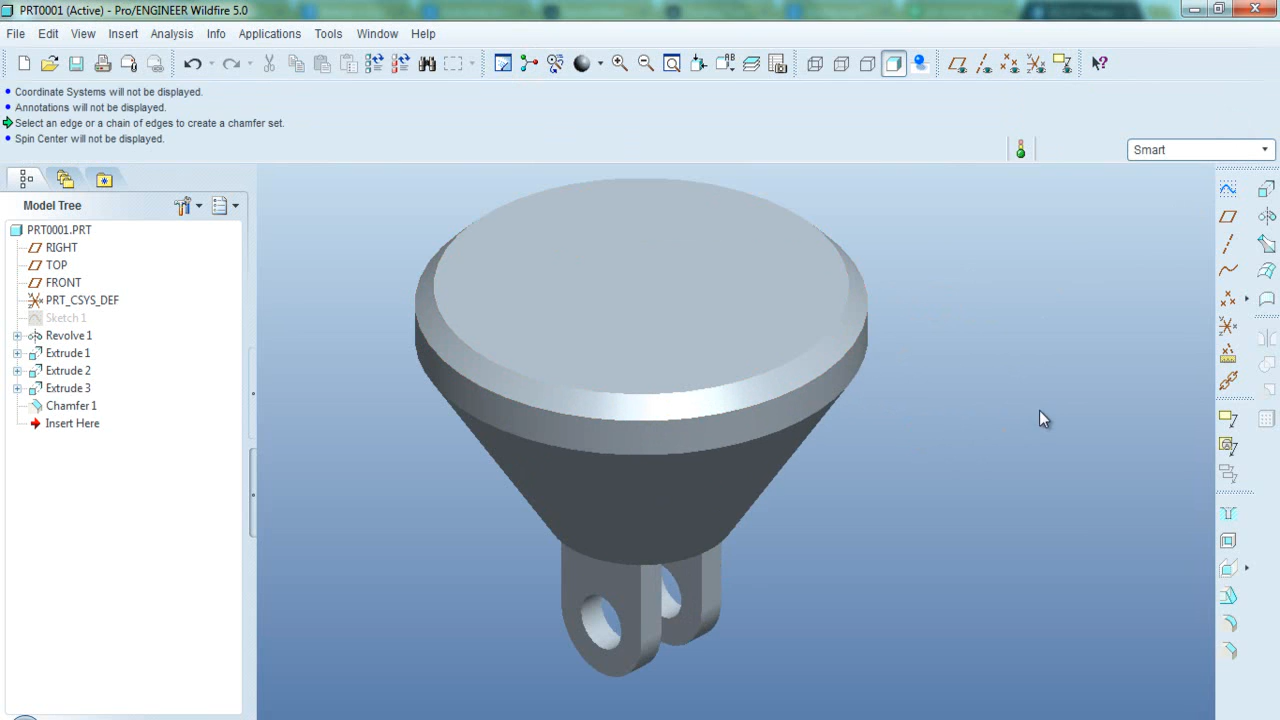 PRT0001 (Active) - Pro/ENGINEER Wildfire 5.0
File Edit View Insert Analysis Info Applications Tools Window Help
Coordinate Systems will not be displayed.
Annotations will not be displayed.
Select an edge or a chain of edges to create a chamfer set.
Spin Center will not be displayed.
Smart
Model Tree
PRT0001.PRT
RIGHT
TOP
FRONT
PRT_CSYS_DEF
Sketch 1
Revolve 1
Extrude 1
Extrude 2
Extrude 3
Chamfer 1
Insert Here